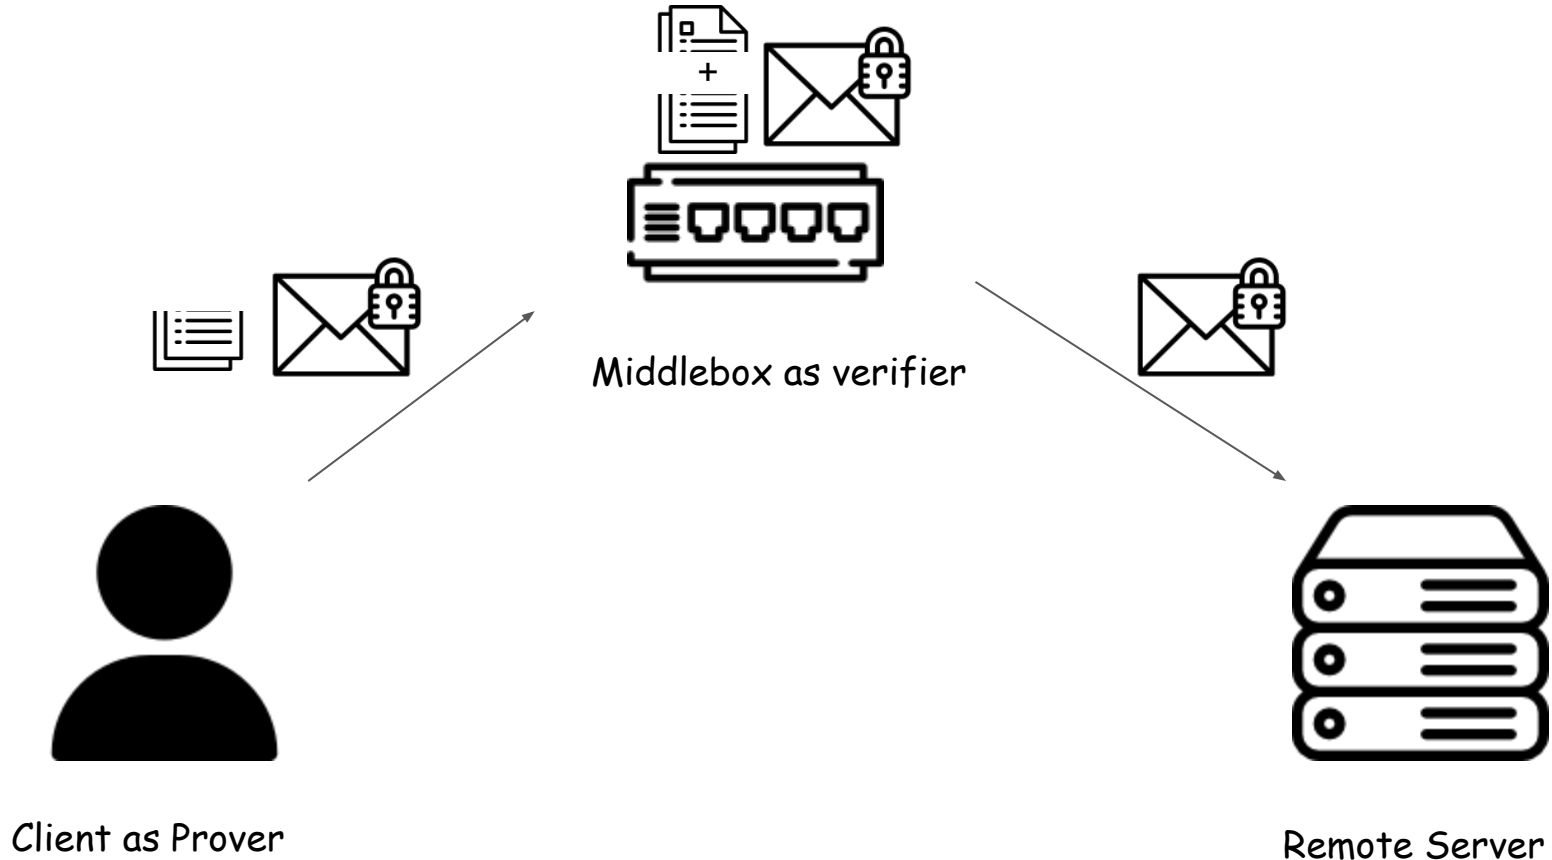 +
Middlebox as verifier
Client as Prover
Remote Server